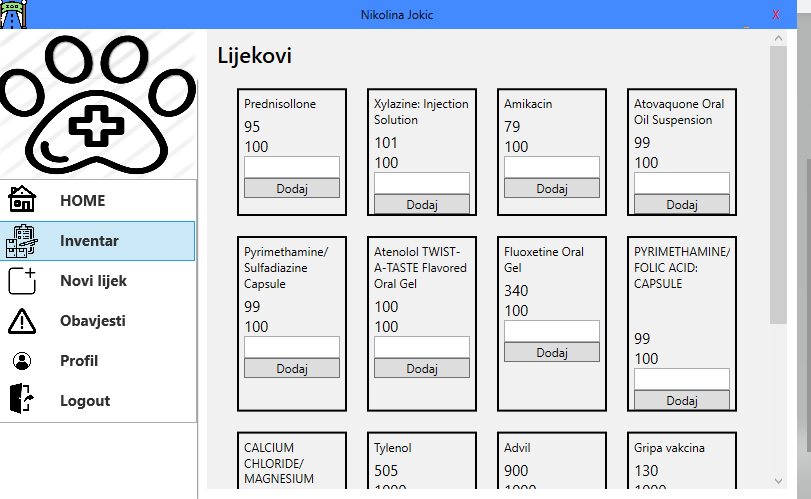 Nikolina Jokic
X
HOME
Inventar
Novi lijek
Obavjesti
Profil
Logout
Lijekovi
Prednisollone
95
100
Dodaj
Xylazine: Injection
Solution
101
100
Dodaj
Amikacin
79
100
Dodaj
Atovaquone Oral
Oil Suspension
99
100
Dodaj
Pyrimethamine/
Sulfadiazine
Capsule
99
100
Dodaj
Atenolol TWIST-
A-TASTE Flavored
Oral Gel
100
100
Dodaj
Fluoxetine Oral
Gel
340
100
Dodaj
PYRIMETHAMINE/
FOLIC ACID:
CAPSULE
99
100
Dodaj
CALCIUM
CHLORIDE/
MAGNESIUM
Tylenol
505
1000
Advil
900
1000
Gripa vakcina
130
1000